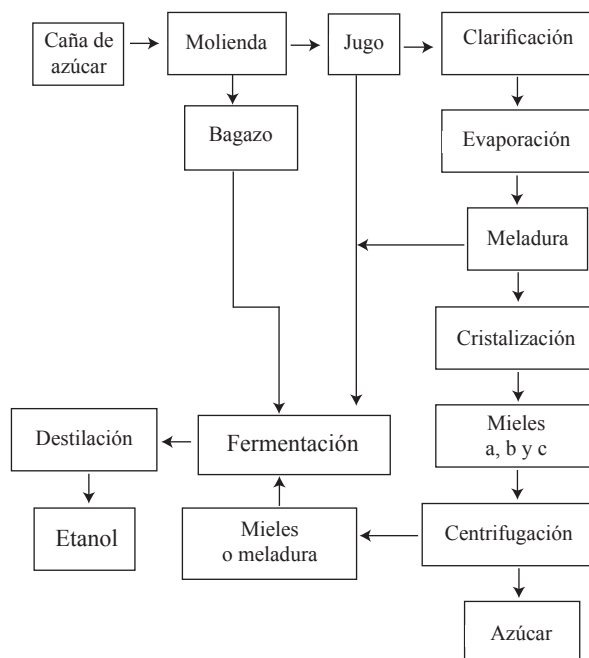 Caña de
azúcar
Molienda
Jugo
Clarificación
Bagazo
Evaporación
Meladura
Cristalización
Mieles
a, b y c
Destilación
Fermentación
Etanol
Mieles
o meladura
Centrifugación
Azúcar